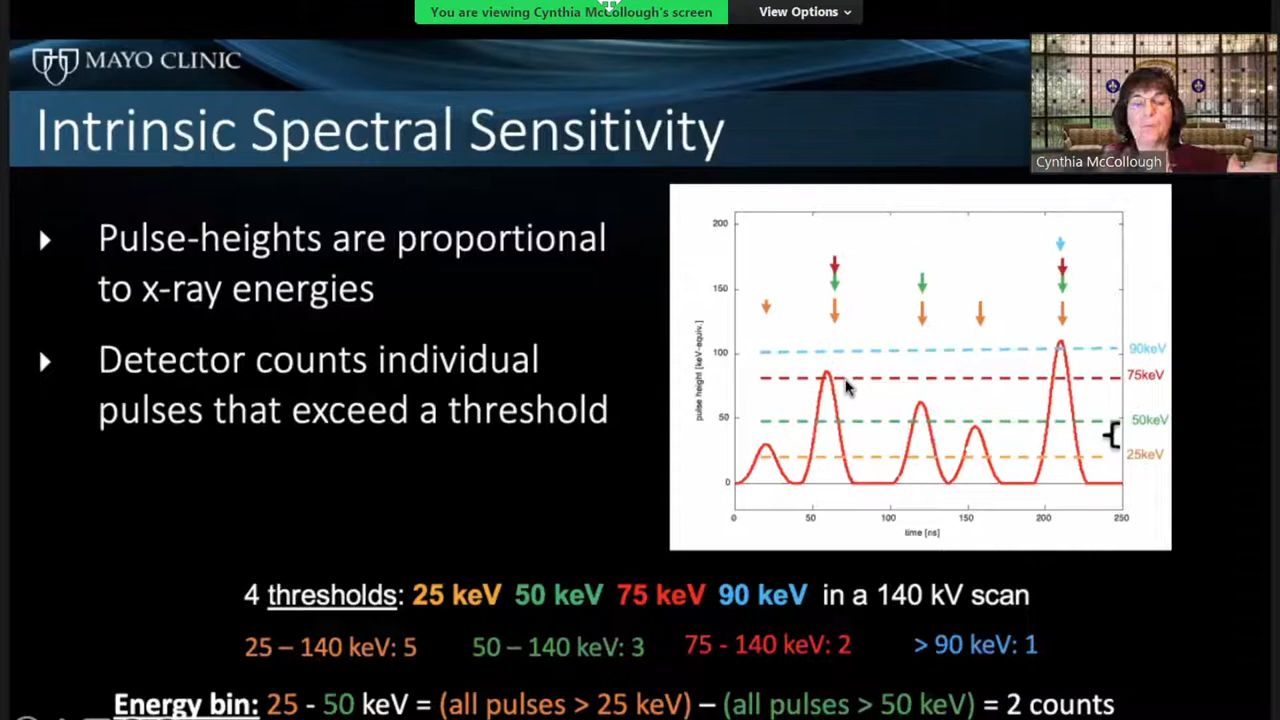 You are viewing Cynthia McCollough's screen
View Options
MAYO CLINIC
Intrinsic Spectral Sensitivity
Cynthia McCollough
Pulse-heights are proportional
to x-ray energies
Detector counts individual
pulses that exceed a threshold
200
150
100
50
0
pulse height [keV-equiv.]
90keV
75keV
50keV
25keV
0 50 100 150 200 250
time [ns]
4 thresholds: 25 keV 50 keV 75 keV 90 keV in a 140 kV scan
25 – 140 keV: 5 50 – 140 keV: 3 75 - 140 keV: 2 > 90 keV: 1
Energy bin: 25 - 50 keV = (all pulses > 25 keV) – (all pulses > 50 keV) = 2 counts